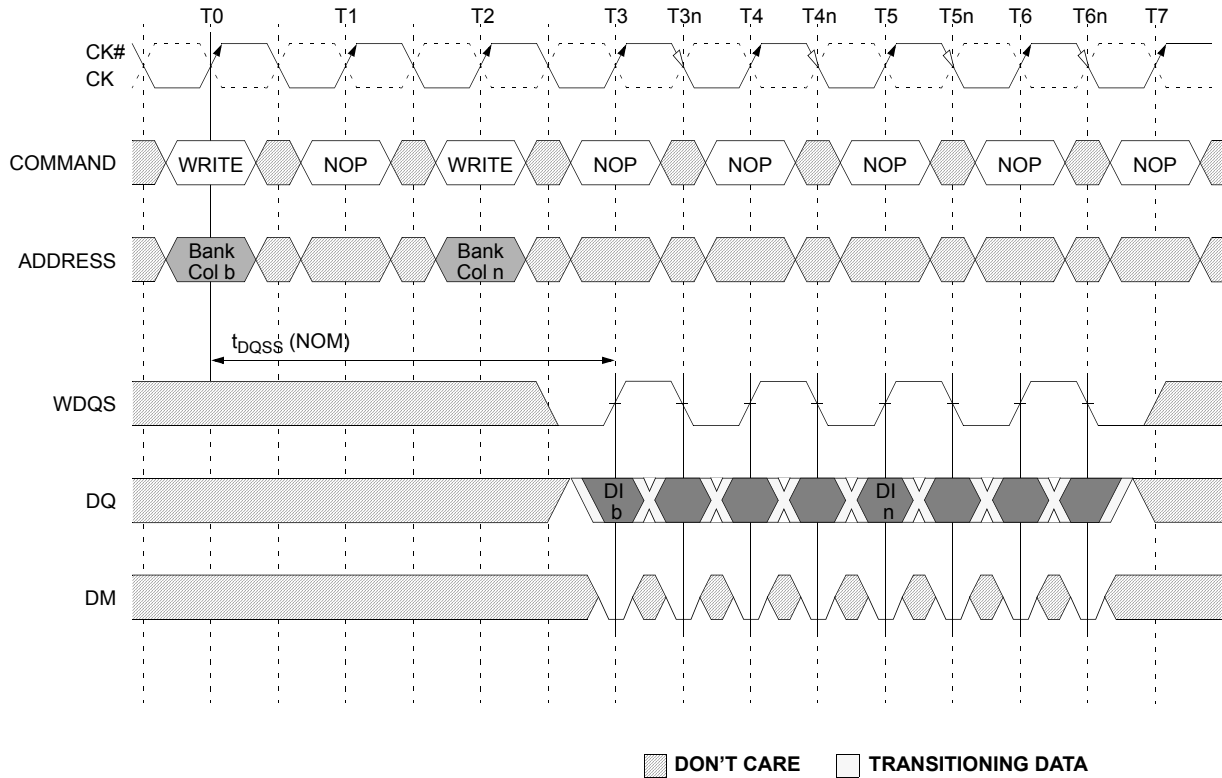 T0 T1 T2 T3 T3n T4 T4n T5 T5n T6 T6n T7
CK#
CK
COMMAND WRITE NOP WRITE NOP NOP NOP NOP NOP
ADDRESS Bank Col b Bank Col n
tDQSS (NOM)
WDQS
DQ DI b DI n
DM
DON'T CARE TRANSITIONING DATA